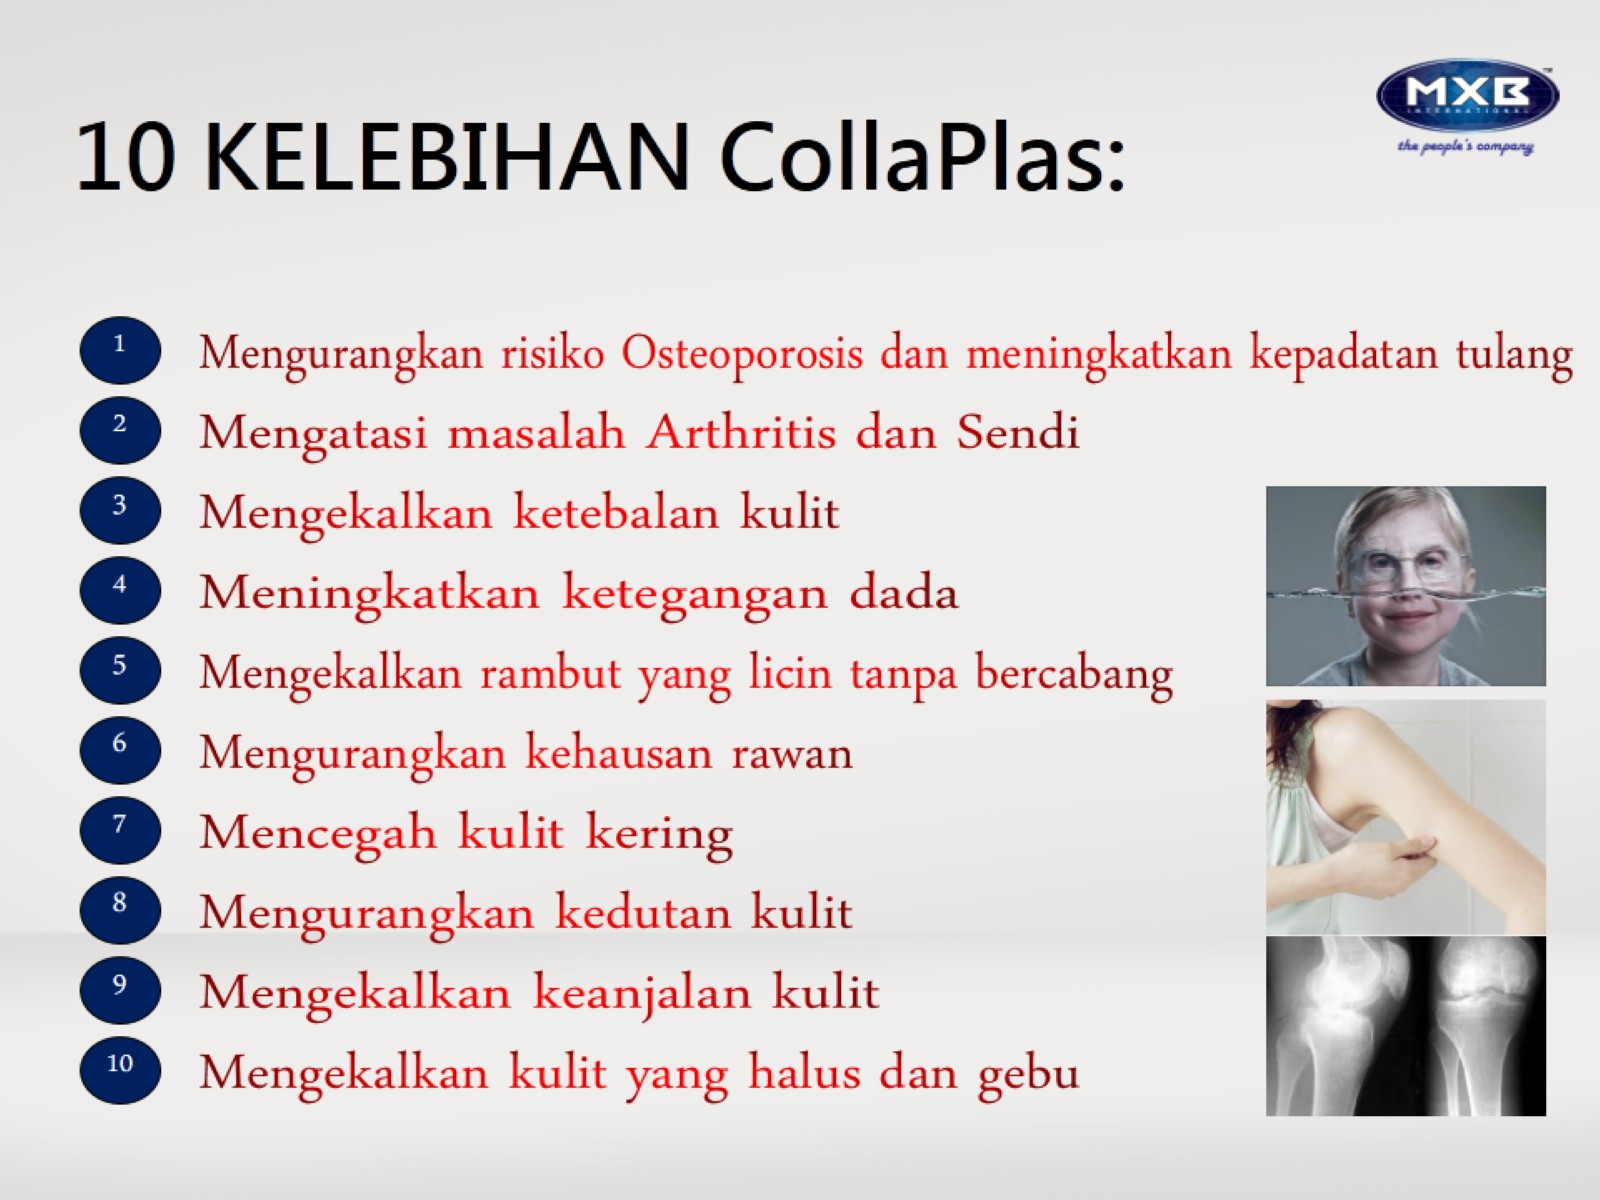 MXB
INTERNATIONAL
TM
the people's company
10 KELEBIHAN CollaPlas:
1 Mengurangkan risiko Osteoporosis dan meningkatkan kepadatan tulang
2 Mengatasi masalah Arthritis dan Sendi
3 Mengekalkan ketebalan kulit
4 Meningkatkan ketegangan dada
5 Mengekalkan rambut yang licin tanpa bercabang
6 Mengurangkan kehausan rawan
7 Mencegah kulit kering
8 Mengurangkan kedutan kulit
9 Mengekalkan keanjalan kulit
10 Mengekalkan kulit yang halus dan gebu